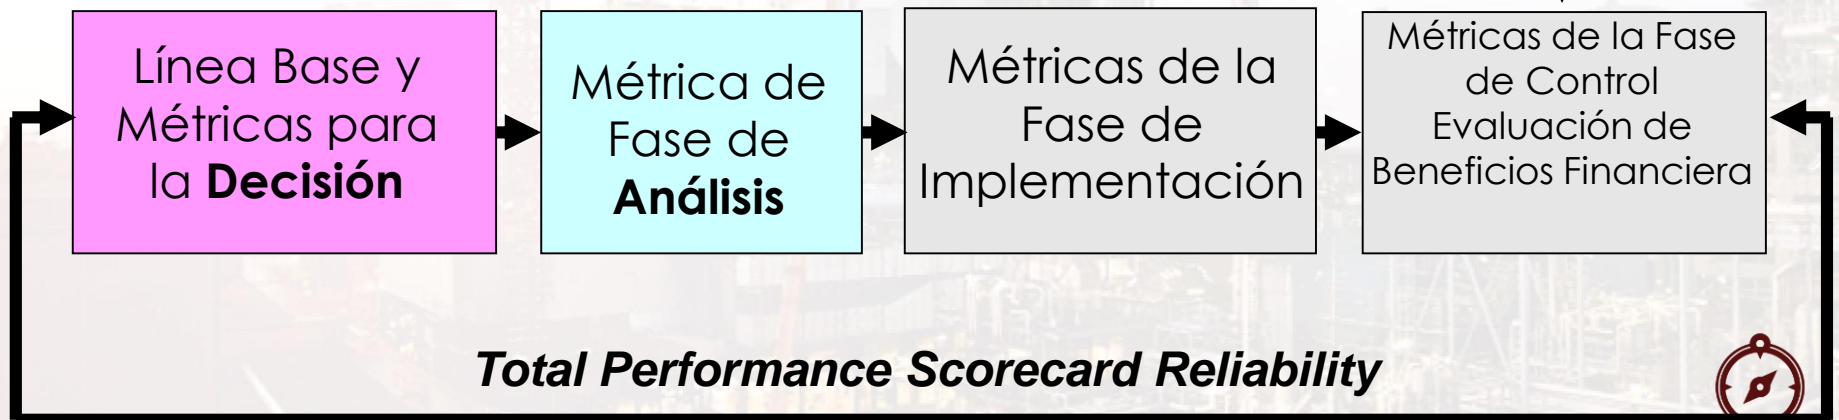 Línea Base y
Métricas para
la Decisión
Métrica de
Fase de
Análisis
Métricas de la
Fase de
Implementación
Métricas de la Fase
de Control
Evaluación de
Beneficios Financiera
Total Performance Scorecard Reliability